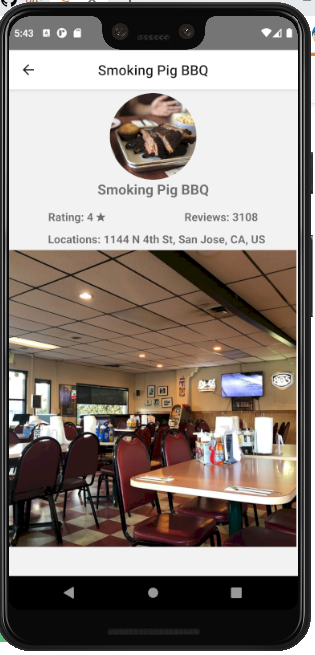 5:43
Smoking Pig BBQ
Smoking Pig BBQ
Rating: 4 ★ Reviews: 3108
Locations: 1144 N 4th St, San Jose, CA, US